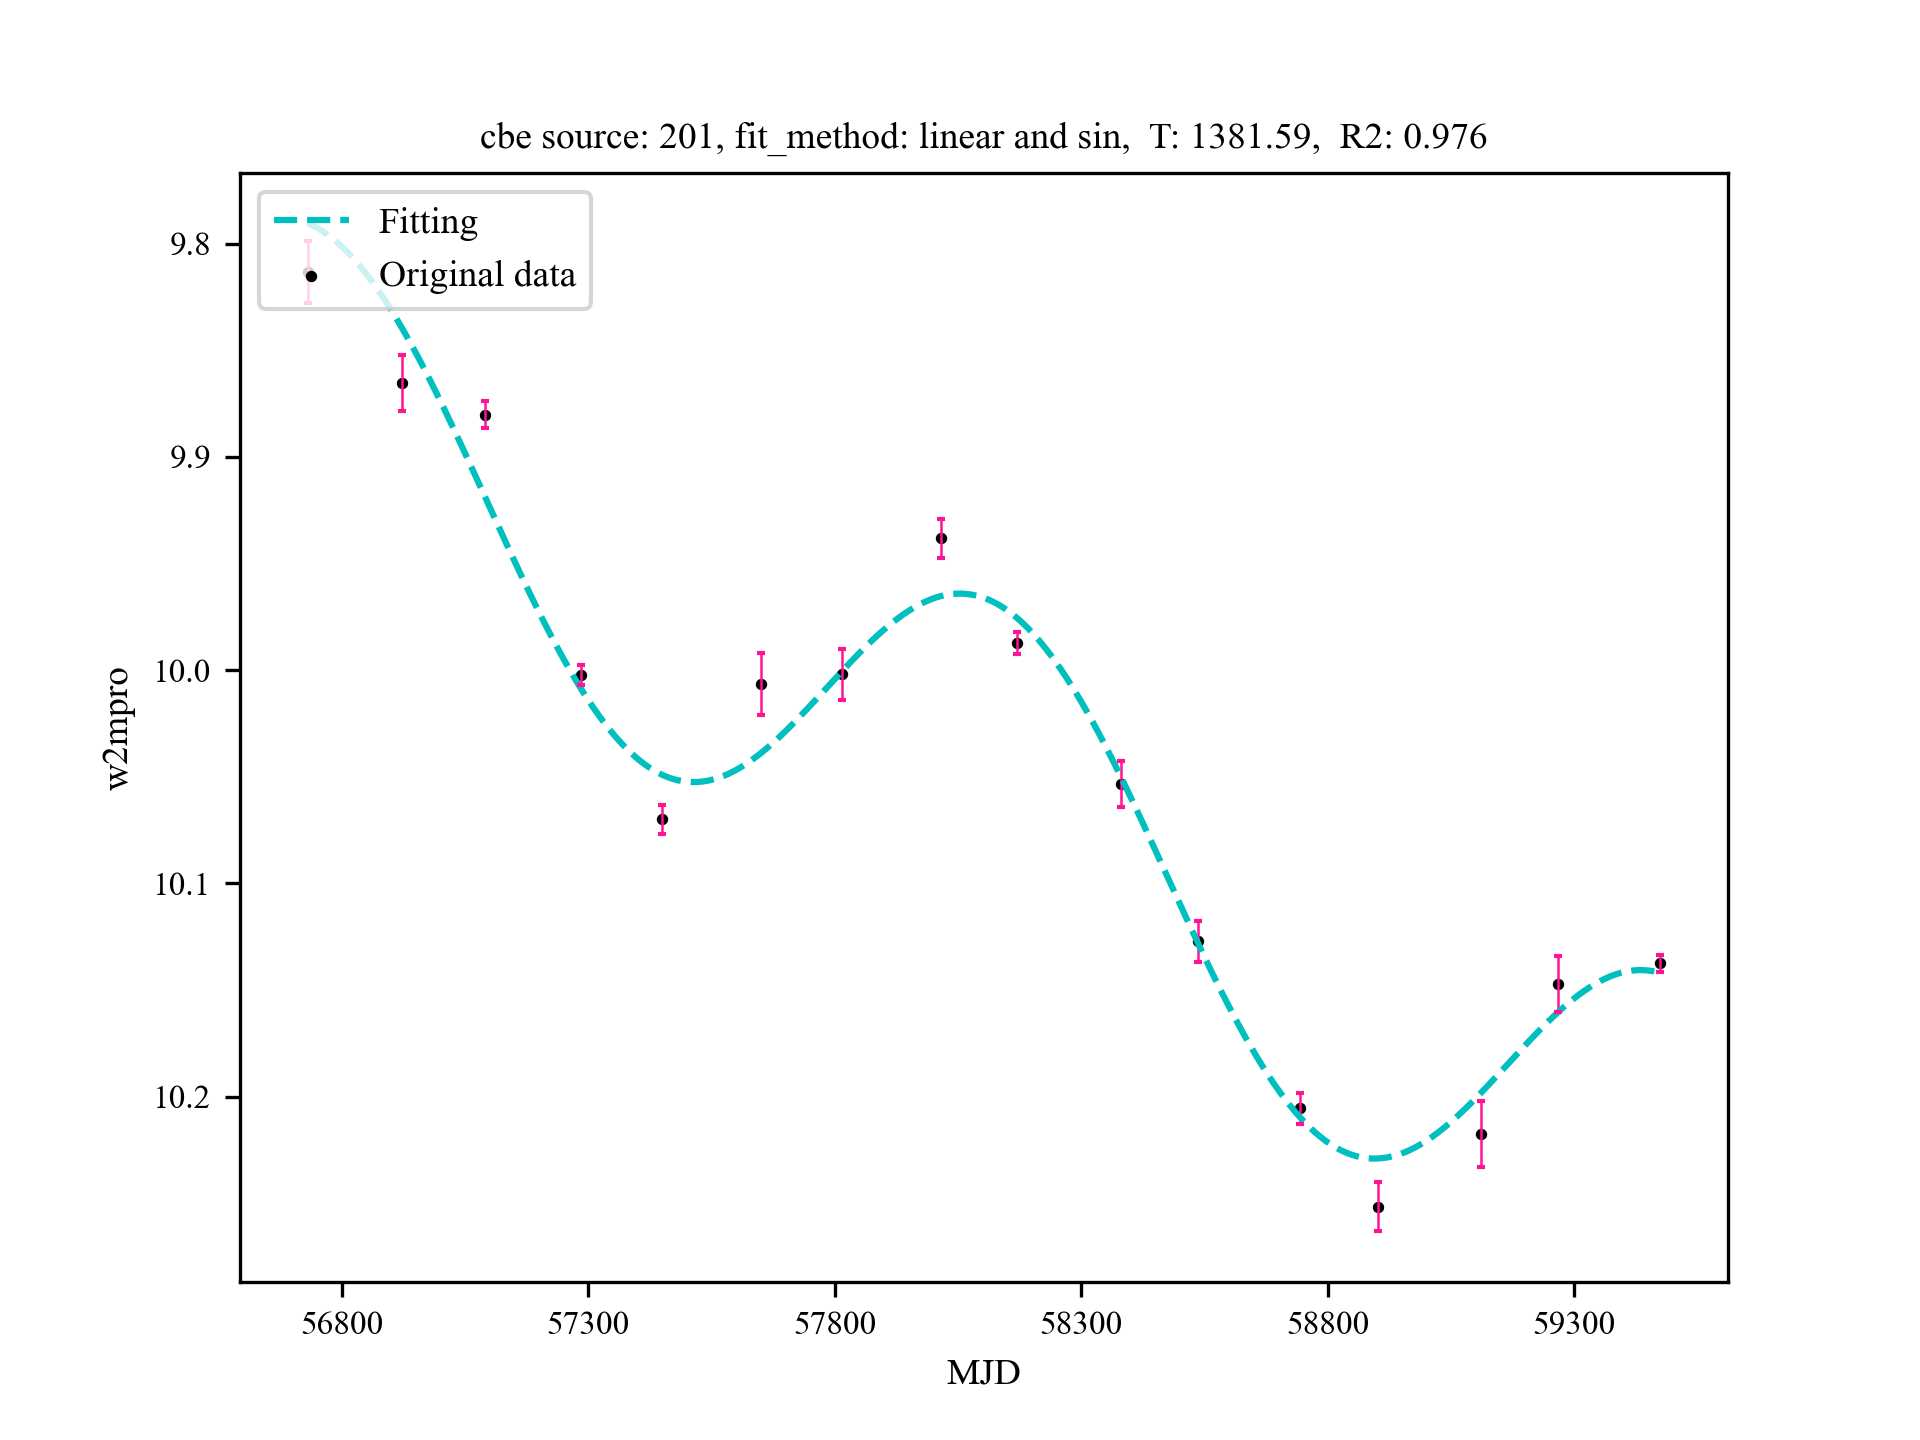 cbe source: 201, fit_method: linear and sin,  T: 1381.59,  R2: 0.976
Fitting
Original data
9.8
9.9
10.0
10.1
10.2
w2mpro
56800
57300
57800
58300
58800
59300
MJD